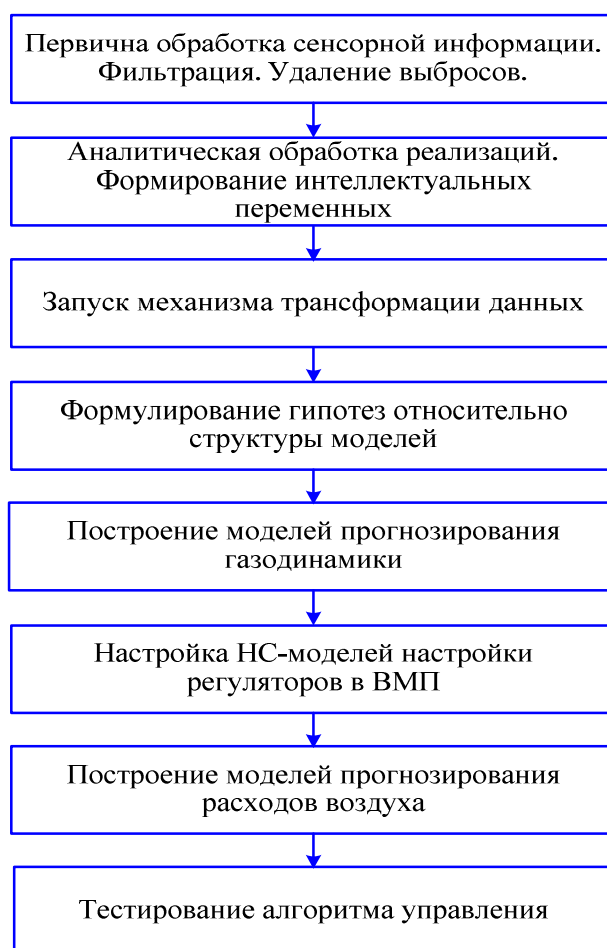 Первична обработка сенсорной информации.
Фильтрация. Удаление выбросов.
Аналитическая обработка реализаций.
Формирование интеллектуальных
переменных
Запуск механизма трансформации данных
Формулирование гипотез относительно
структуры моделей
Построение моделей прогнозирования
газодинамики
Настройка НС-моделей настройки
регуляторов в ВМП
Построение моделей прогнозирования
расходов воздуха
Тестирование алгоритма управления